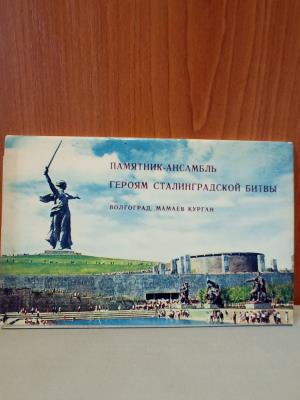 ПАМЯТНИК-АНСАМБЛЬ
ГЕРОЯМ СТАЛИНГРАДСКОЙ БИТВЫ
ВОЛГОГРАД, МАМАЕВ КУРГАН